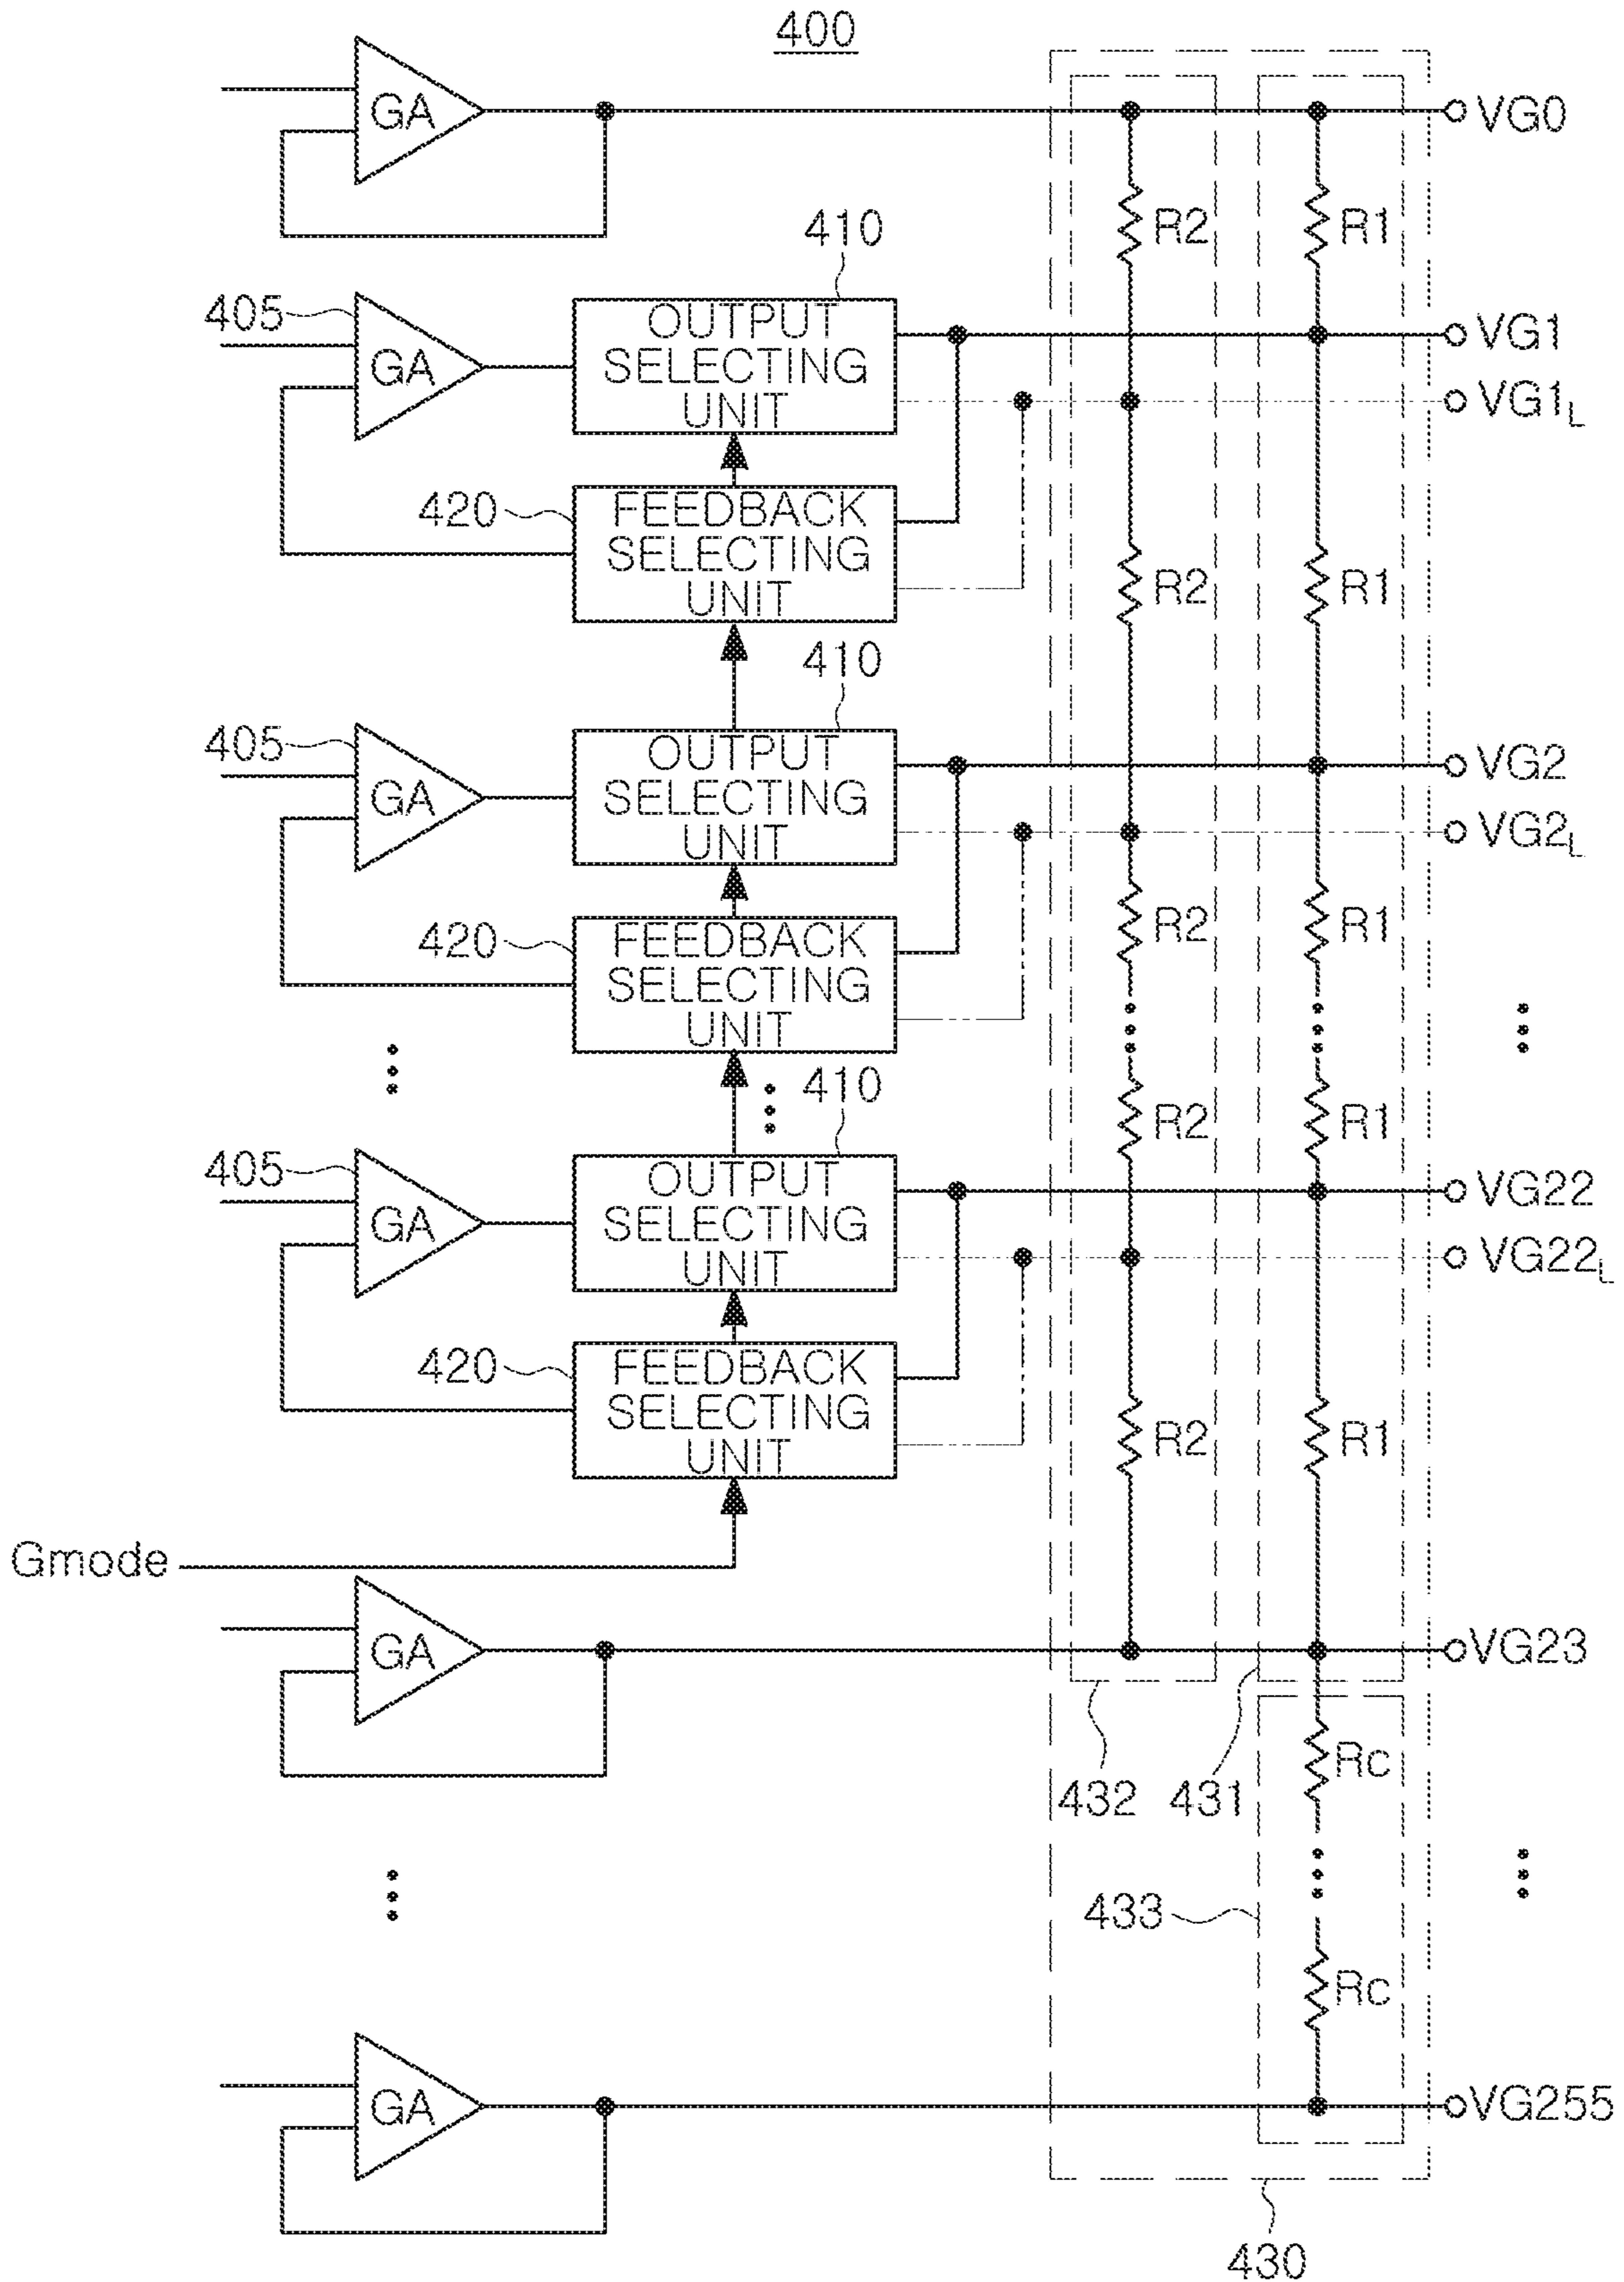 400
GA
VG0
R2
R1
410
405
GA
OUTPUT
SELECTING
UNIT
VG1
VG1L
420
FEEDBACK
SELECTING
UNIT
R2
R1
410
405
GA
OUTPUT
SELECTING
UNIT
VG2
VG2L
420
FEEDBACK
SELECTING
UNIT
R2
R1
410
R2
R1
405
GA
OUTPUT
SELECTING
UNIT
VG22
VG22L
420
FEEDBACK
SELECTING
UNIT
R2
R1
Gmode
GA
VG23
432
431
Rc
433
Rc
GA
VG255
430